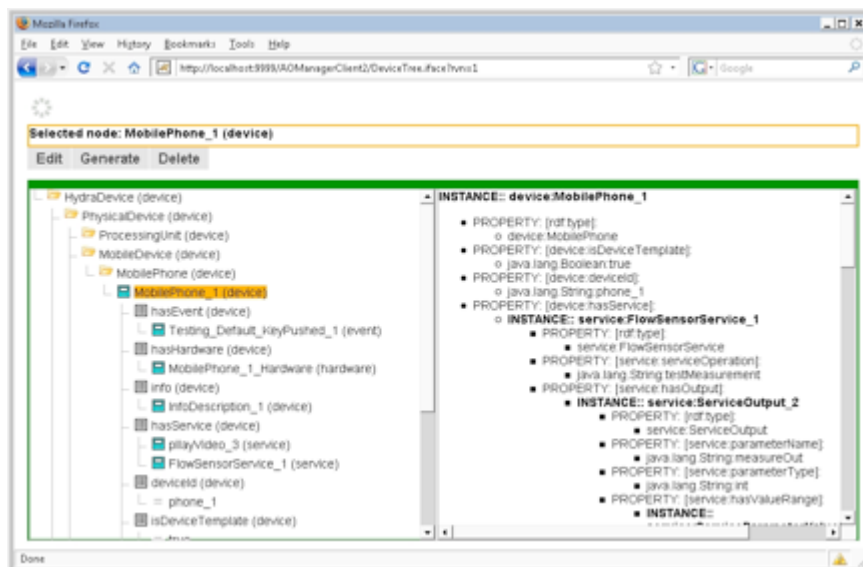 Mozilla Firefox
File Edit View History Bookmarks Tools Help
http://localhost:9999/AOManagerClient2/DeviceTree.iface?rvn=1
Google
Selected node: MobilePhone_1 (device)
Edit Generate Delete
HydraDevice (device)
PhysicalDevice (device)
ProcessingUnit (device)
MobileDevice (device)
MobilePhone (device)
MobilePhone_1 (device)
hasEvent (device)
Testing_Default_KeyPushed_1 (event)
hasHardware (device)
MobilePhone_1_Hardware (hardware)
info (device)
InfoDescription_1 (device)
hasService (device)
pllayVideo_3 (service)
FlowSensorService_1 (service)
deviceId (device)
= phone_1
isDeviceTemplate (device)
INSTANCE:: device:MobilePhone_1
PROPERTY: [rdf:type]:
device:MobilePhone
PROPERTY: [device:isDeviceTemplate]:
java.lang.Boolean:true
PROPERTY: [device:deviceId]:
java.lang.String:phone_1
PROPERTY: [device:hasService]:
INSTANCE:: service:FlowSensorService_1
PROPERTY: [rdf:type]:
service:FlowSensorService
PROPERTY: [service:serviceOperation]:
java.lang.String:testMeasurement
PROPERTY: [service:hasOutput]:
INSTANCE:: service:ServiceOutput_2
PROPERTY: [rdf:type]:
service:ServiceOutput
PROPERTY: [service:parameterName]:
java.lang.String:measureOut
PROPERTY: [service:parameterType]:
java.lang.String:int
PROPERTY: [service:hasValueRange]:
INSTANCE::
Done